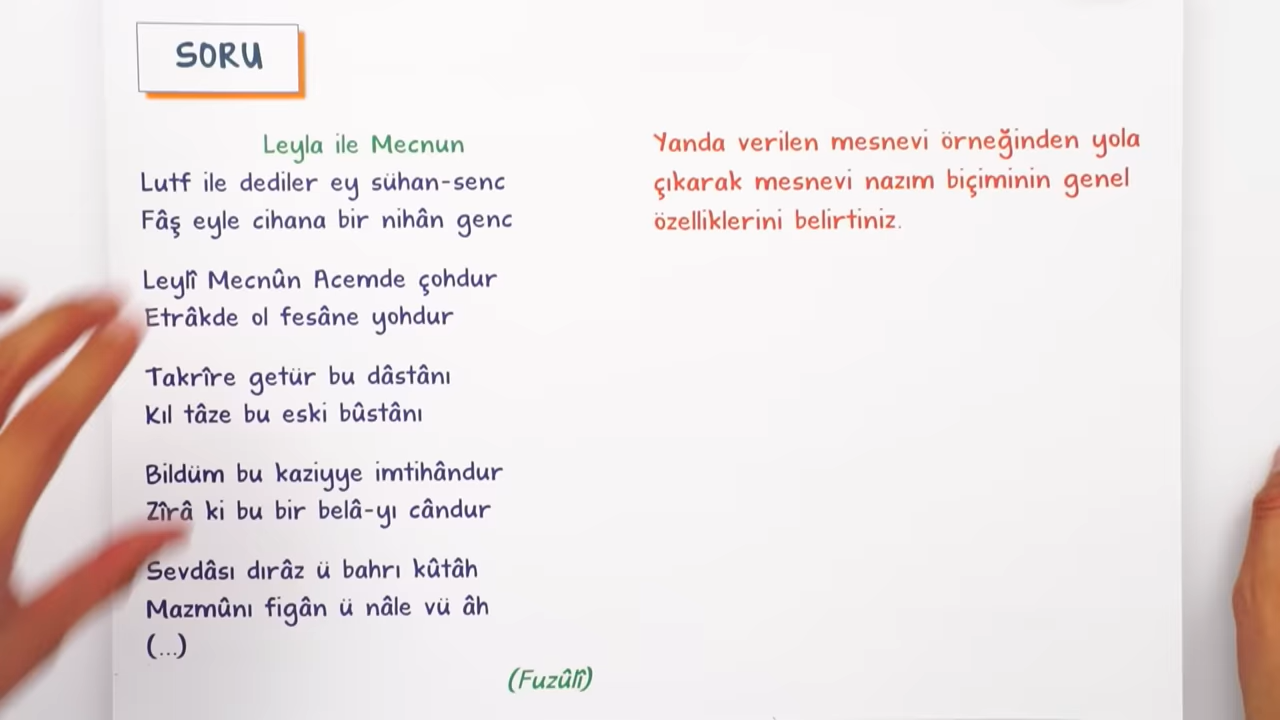 SORU
Leyla ile Mecnun
Lutf ile dediler ey sühan-senc
Fâş eyle cihana bir nihân genc
Leylî Mecnûn Acemde çohdur
Etrâkde ol fesâne yohdur
Takrîre getür bu dâstânı
Kıl tâze bu eski bûstânı
Bildüm bu kaziyye imtihândur
Zîrâ ki bu bir belâ-yı cândur
Sevdâsı dırâz ü bahrı kûtâh
Mazmûnı figân ü nâle vü âh
(...)
(Fuzûlî)
Yanda verilen mesnevi örneğinden yola
çıkarak mesnevi nazım biçiminin genel
özelliklerini belirtiniz.